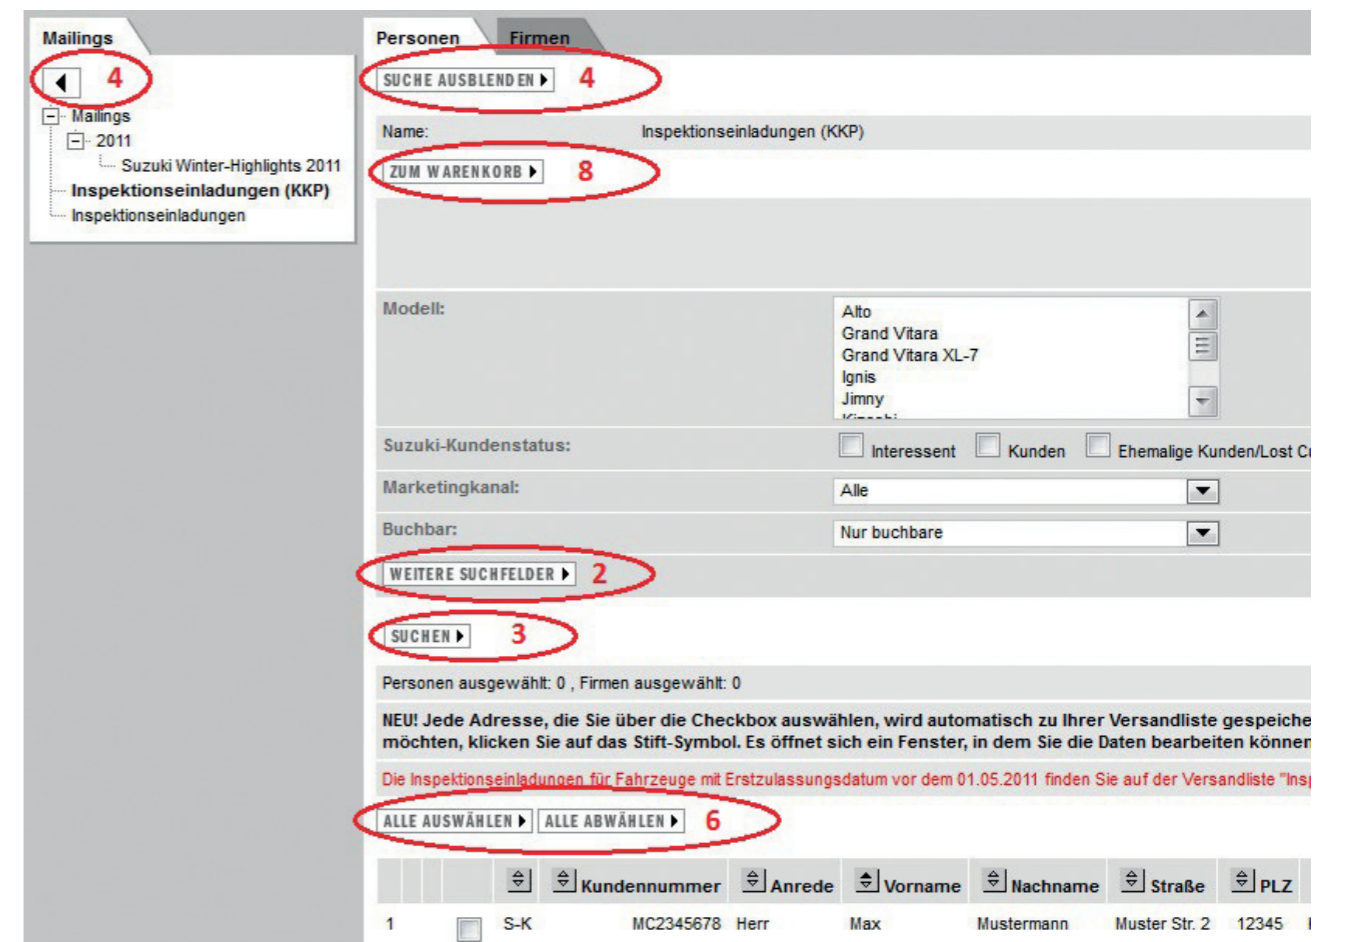 Mailings
4
Mailings
2011
Suzuki Winter-Highlights 2011
Inspektionseinladungen (KKP)
Inspektionseinladungen
Personen Firmen
SUCHE AUSBLENDEN 4
Name: Inspektionseinladungen (KKP)
ZUM WARENKORB 8
Modell: Alto
Grand Vitara
Grand Vitara XL-7
Ignis
Jimny
Suzuki-Kundenstatus: Interessent Kunden Ehemalige Kunden/Lost
Marketingkanal: Alle
Buchbar: Nur buchbare
WEITERE SUCHFELDER 2
SUCHEN 3
Personen ausgewählt: 0 , Firmen ausgewählt: 0
NEU! Jede Adresse, die Sie über die Checkbox auswählen, wird automatisch zu Ihrer Versandliste gespeiche
möchten, klicken Sie auf das Stift-Symbol. Es öffnet sich ein Fenster, in dem Sie die Daten bearbeiten können
Die Inspektionseinladungen für Fahrzeuge mit Erstzulassungsdatum vor dem 01.05.2011 finden Sie auf der Versandliste "Ins
ALLE AUSWÄHLEN ALLE ABWÄHLEN 6
Kundennummer Anrede Vorname Nachname Straße PLZ
1 S-K MC2345678 Herr Max Mustermann Muster Str. 2 12345